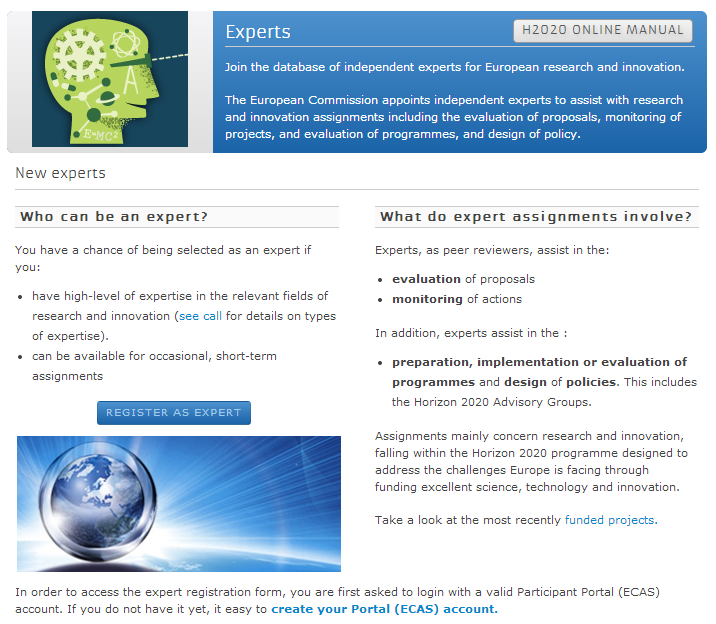 Experts
H2020 ONLINE MANUAL
Join the database of independent experts for European research and innovation.
The European Commission appoints independent experts to assist with research
and innovation assignments including the evaluation of proposals, monitoring of
projects, and evaluation of programmes, and design of policy.
A
E=MC2
New experts
Who can be an expert?
You have a chance of being selected as an expert if
you:
• have high-level of expertise in the relevant fields of
research and innovation (see call for details on types
of expertise).
• can be available for occasional, short-term
assignments
REGISTER AS EXPERT
What do expert assignments involve?
Experts, as peer reviewers, assist in the:
• evaluation of proposals
• monitoring of actions
In addition, experts assist in the :
• preparation, implementation or evaluation of
programmes and design of policies. This includes
the Horizon 2020 Advisory Groups.
Assignments mainly concern research and innovation,
falling within the Horizon 2020 programme designed to
address the challenges Europe is facing through
funding excellent science, technology and innovation.
Take a look at the most recently funded projects.
In order to access the expert registration form, you are first asked to login with a valid Participant Portal (ECAS)
account. If you do not have it yet, it easy to create your Portal (ECAS) account.